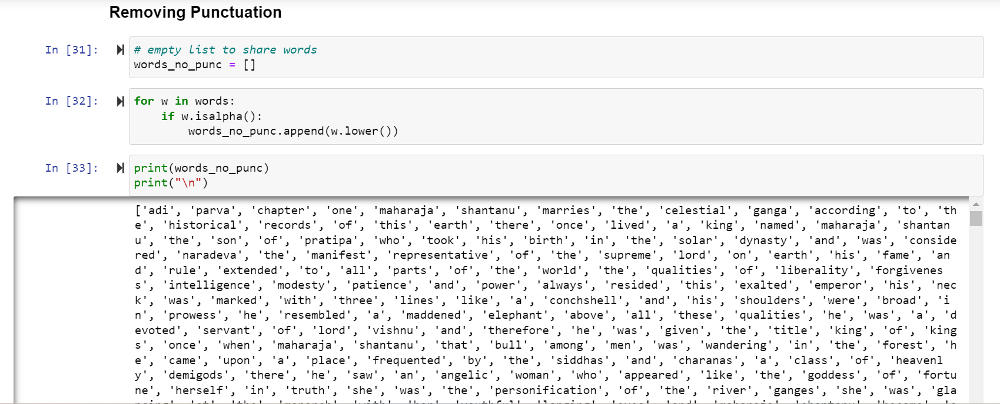 Removing Punctuation
In [31]:
# empty list to share words
words_no_punc = []
In [32]:
for w in words:
    if w.isalpha():
        words_no_punc.append(w.lower())
In [33]:
print(words_no_punc)
print("\n")
['adi', 'parva', 'chapter', 'one', 'maharaja', 'shantanu', 'marries', 'the', 'celestial', 'ganga', 'according', 'to', 'th
e', 'historical', 'records', 'of', 'this', 'earth', 'there', 'once', 'lived', 'a', 'king', 'named', 'maharaja', 'shantan
u', 'the', 'son', 'of', 'pratipa', 'who', 'took', 'his', 'birth', 'in', 'the', 'solar', 'dynasty', 'and', 'was', 'conside
red', 'naradeva', 'the', 'manifest', 'representative', 'of', 'the', 'supreme', 'lord', 'on', 'earth', 'his', 'fame', 'an
d', 'rule', 'extended', 'to', 'all', 'parts', 'of', 'the', 'world', 'the', 'qualities', 'of', 'liberality', 'forgivenes
s', 'intelligence', 'modesty', 'patience', 'and', 'power', 'always', 'resided', 'this', 'exalted', 'emperor', 'his', 'nec
k', 'was', 'marked', 'with', 'three', 'lines', 'like', 'a', 'conchshell', 'and', 'his', 'shoulders', 'were', 'broad', 'i
n', 'prowess', 'he', 'resembled', 'a', 'maddened', 'elephant', 'above', 'all', 'these', 'qualities', 'he', 'was', 'a', 'd
evoted', 'servant', 'of', 'lord', 'vishnu', 'and', 'therefore', 'he', 'was', 'given', 'the', 'title', 'king', 'of', 'king
s', 'once', 'when', 'maharaja', 'shantanu', 'that', 'bull', 'among', 'men', 'was', 'wandering', 'in', 'the', 'forest', 'h
e', 'came', 'upon', 'a', 'place', 'frequented', 'by', 'the', 'siddhas', 'and', 'charanas', 'a', 'class', 'of', 'heavenl
y', 'demigods', 'there', 'he', 'saw', 'an', 'angelic', 'woman', 'who', 'appeared', 'like', 'the', 'goddess', 'of', 'fortu
ne', 'herself', 'in', 'truth', 'she', 'was', 'the', 'personification', 'of', 'the', 'river', 'ganges', 'she', 'was', 'gla